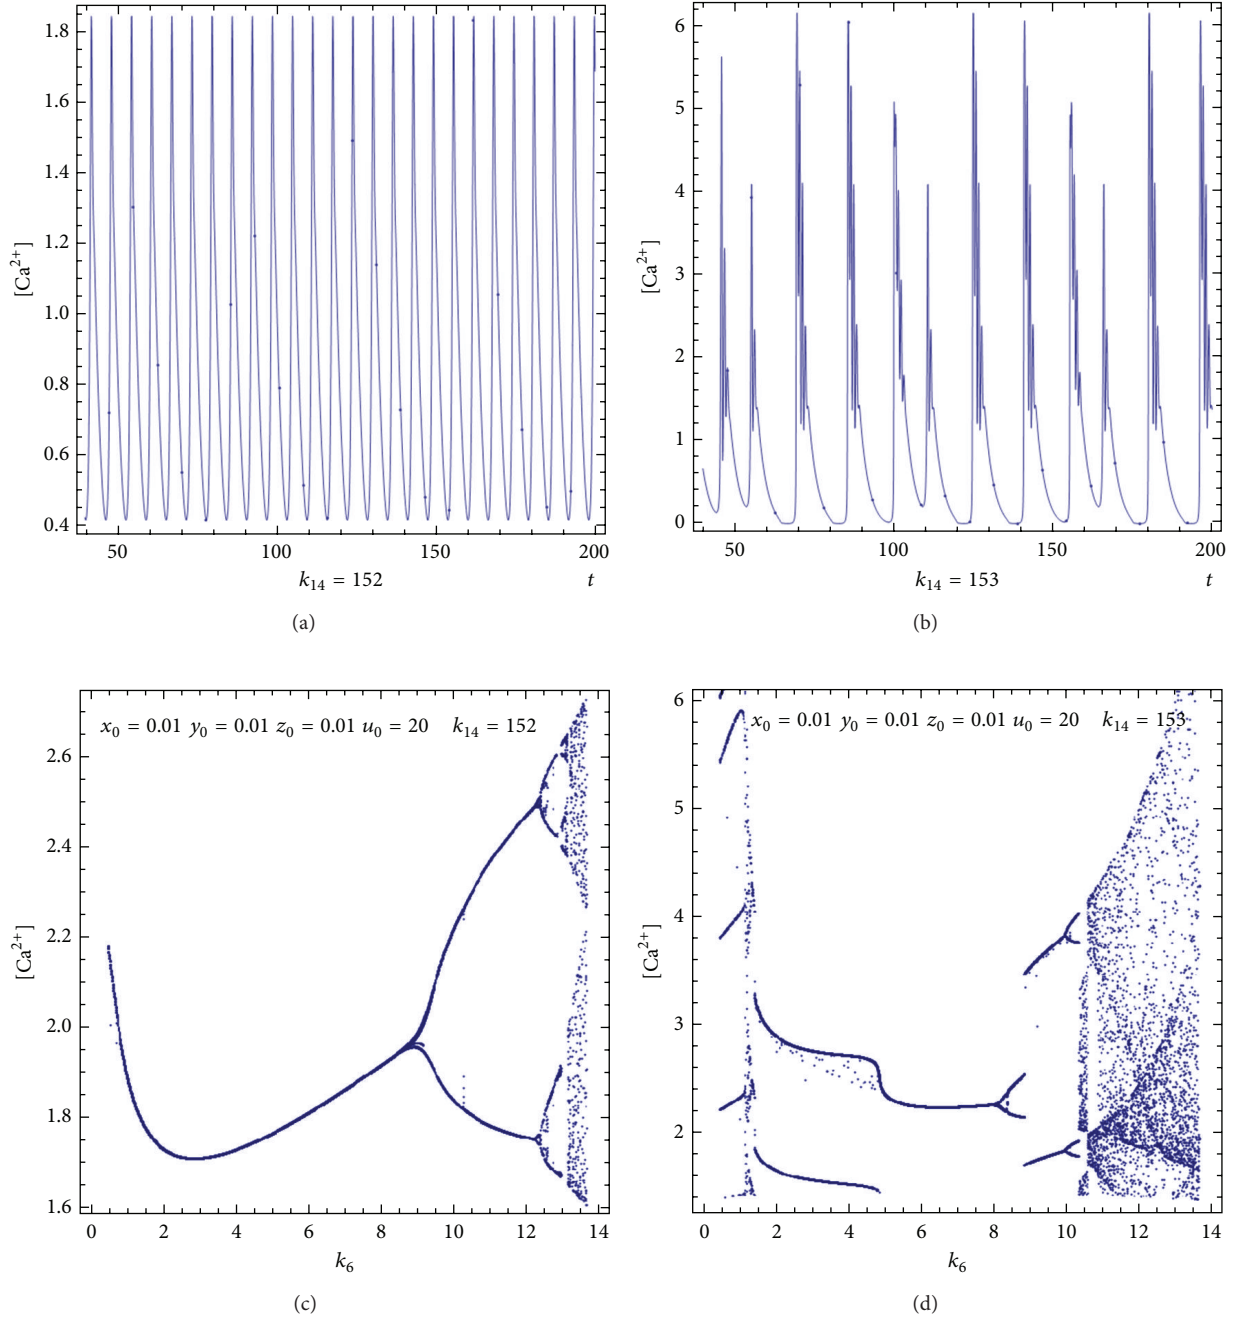 1.8
1.6
1.4
1.2
1.0
0.8
0.6
0.4
[Ca²⁺]
50 100 150 200
k₁₄ = 152 t
(a)
6
5
4
3
2
1
0
[Ca²⁺]
50 100 150 200
k₁₄ = 153 t
(b)
x₀ = 0.01 y₀ = 0.01 z₀ = 0.01 u₀ = 20 k₁₄ = 152
2.6
2.4
2.2
2.0
1.8
1.6
[Ca²⁺]
0 2 4 6 8 10 12 14
k₆
(c)
6
x₀ = 0.01 y₀ = 0.01 z₀ = 0.01 u₀ = 20 k₁₄ = 153
5
4
3
2
[Ca²⁺]
0 2 4 6 8 10 12 14
k₆
(d)